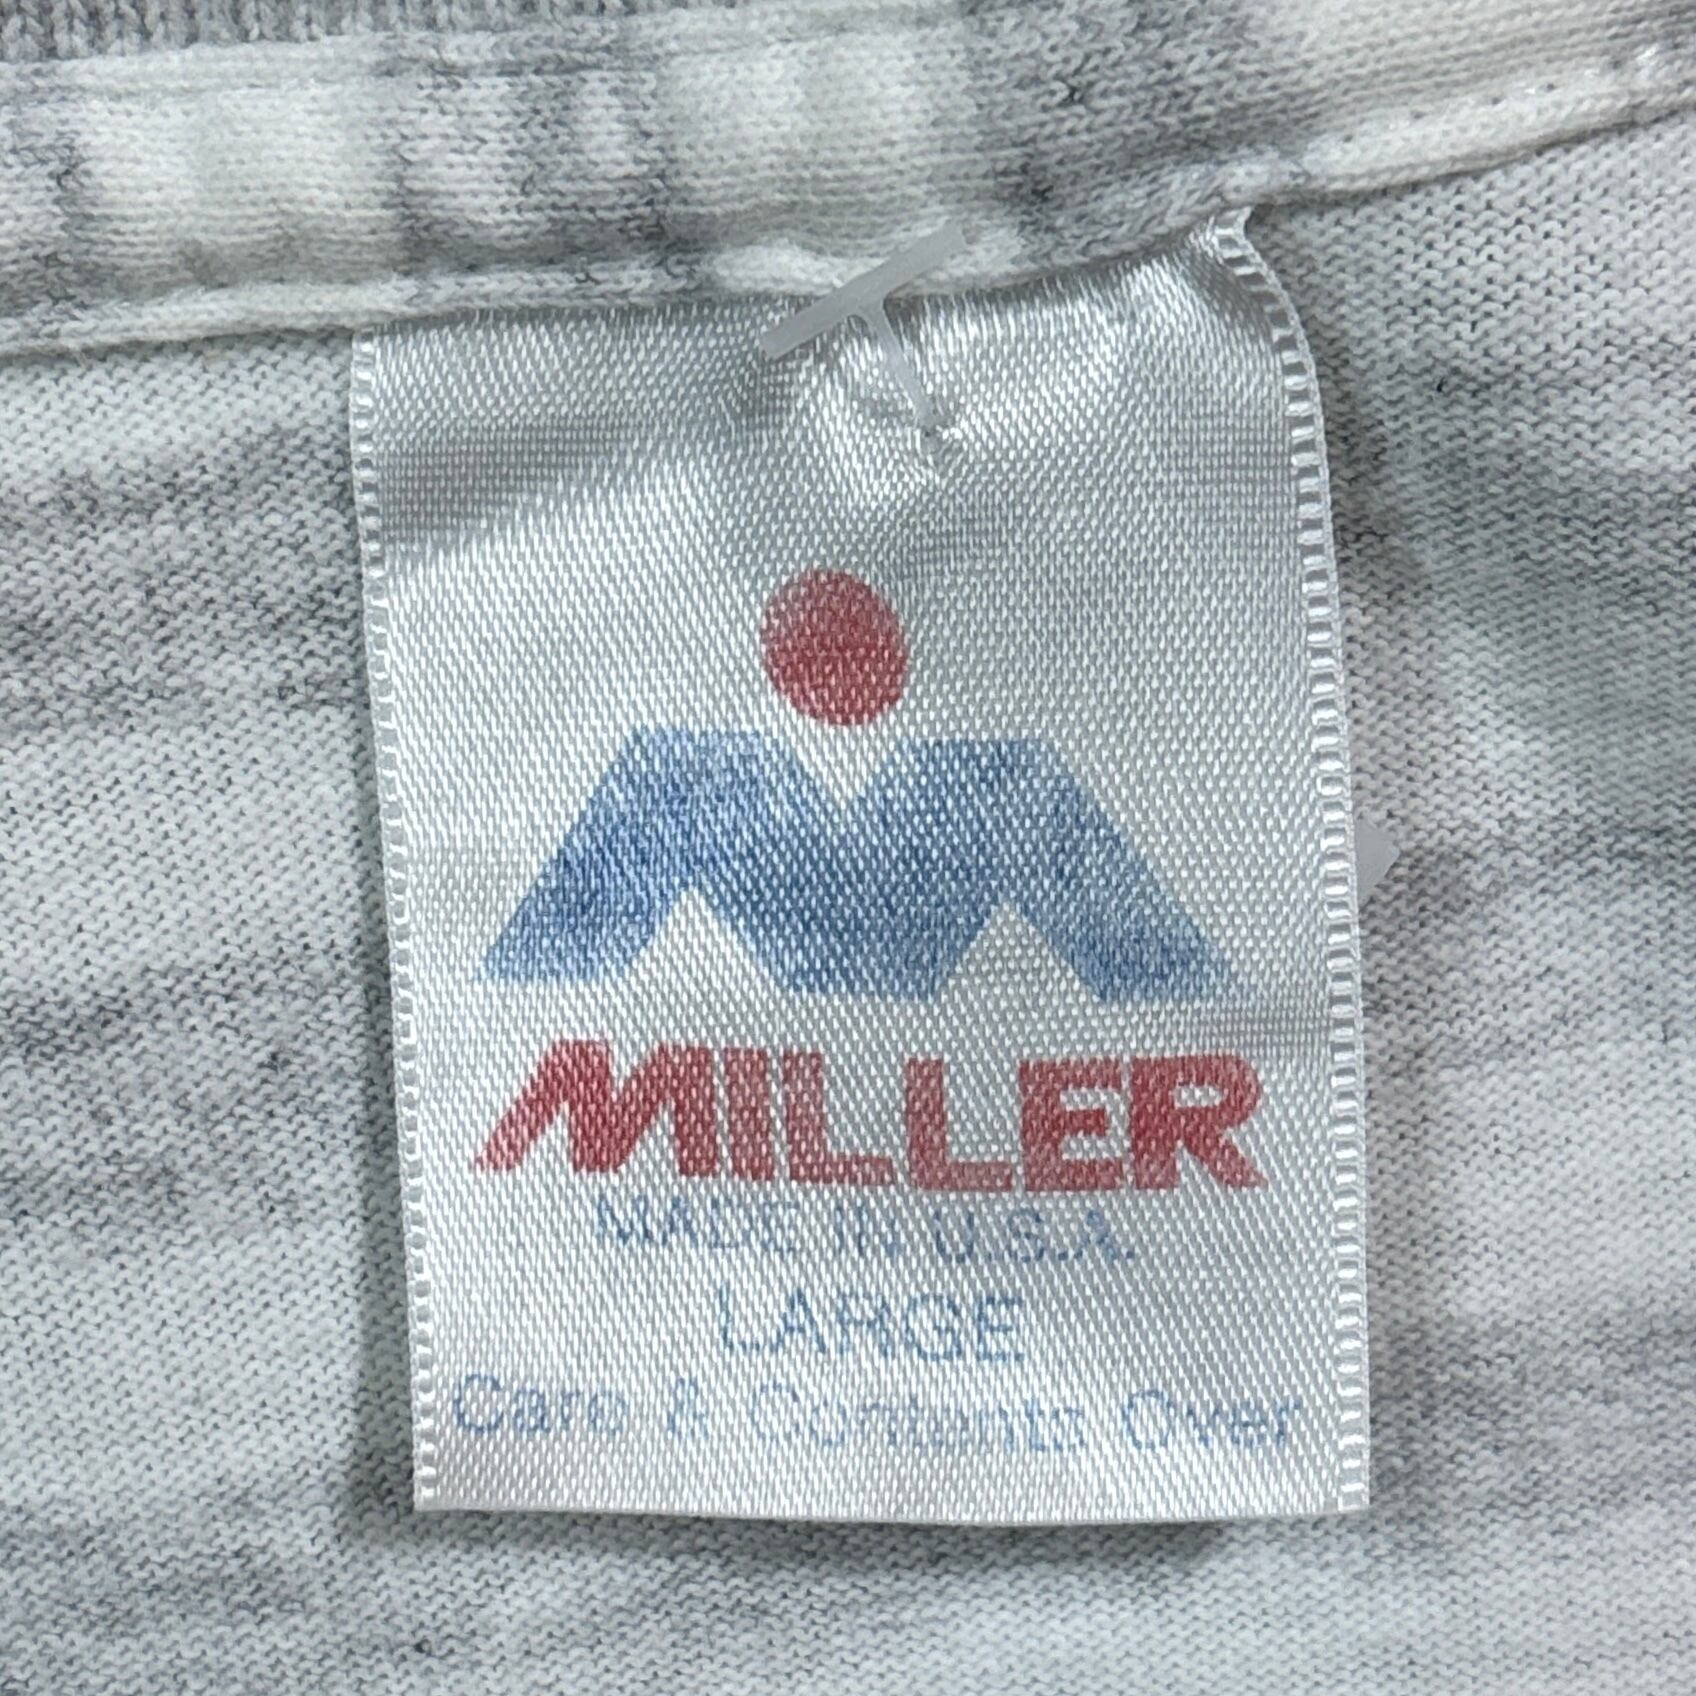 MILLER
MADE IN U.S.A.
LARGE
Care & Contents Over